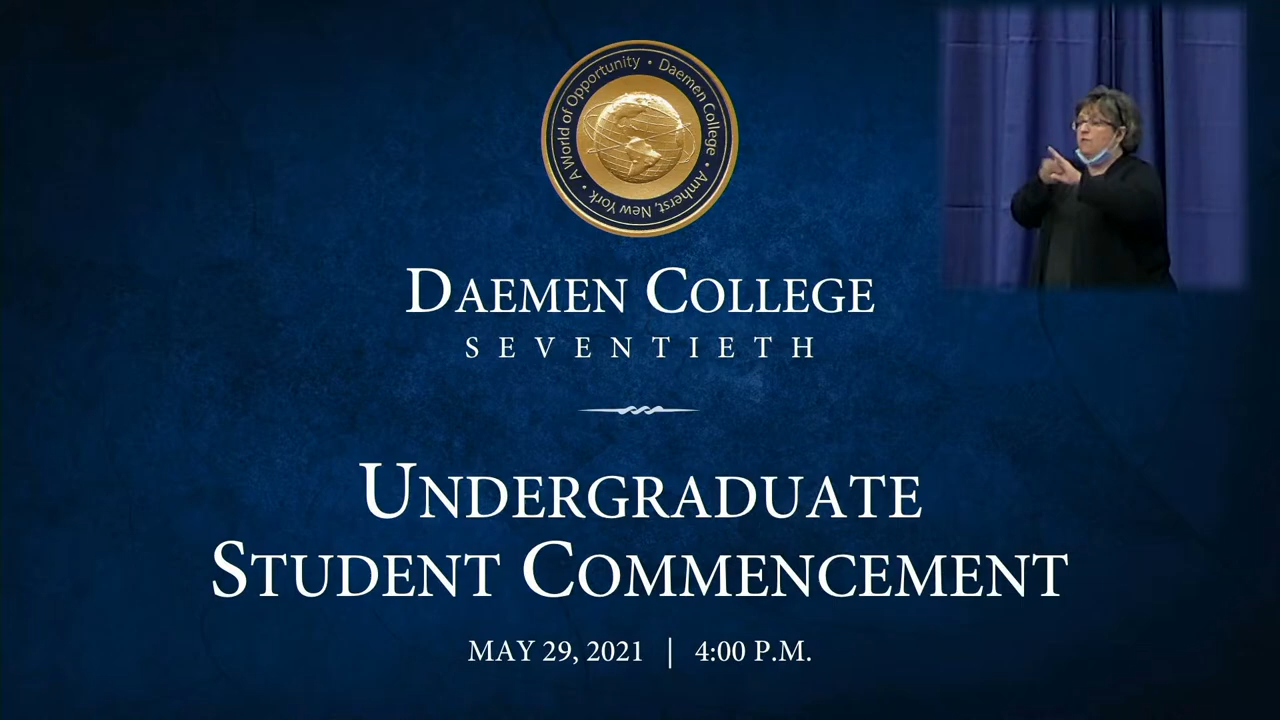 A World of Opportunity • Daemen College • Amherst, New York •
DAEMEN COLLEGE
SEVENTIETH
UNDERGRADUATE
STUDENT COMMENCEMENT
MAY 29, 2021 | 4:00 P.M.